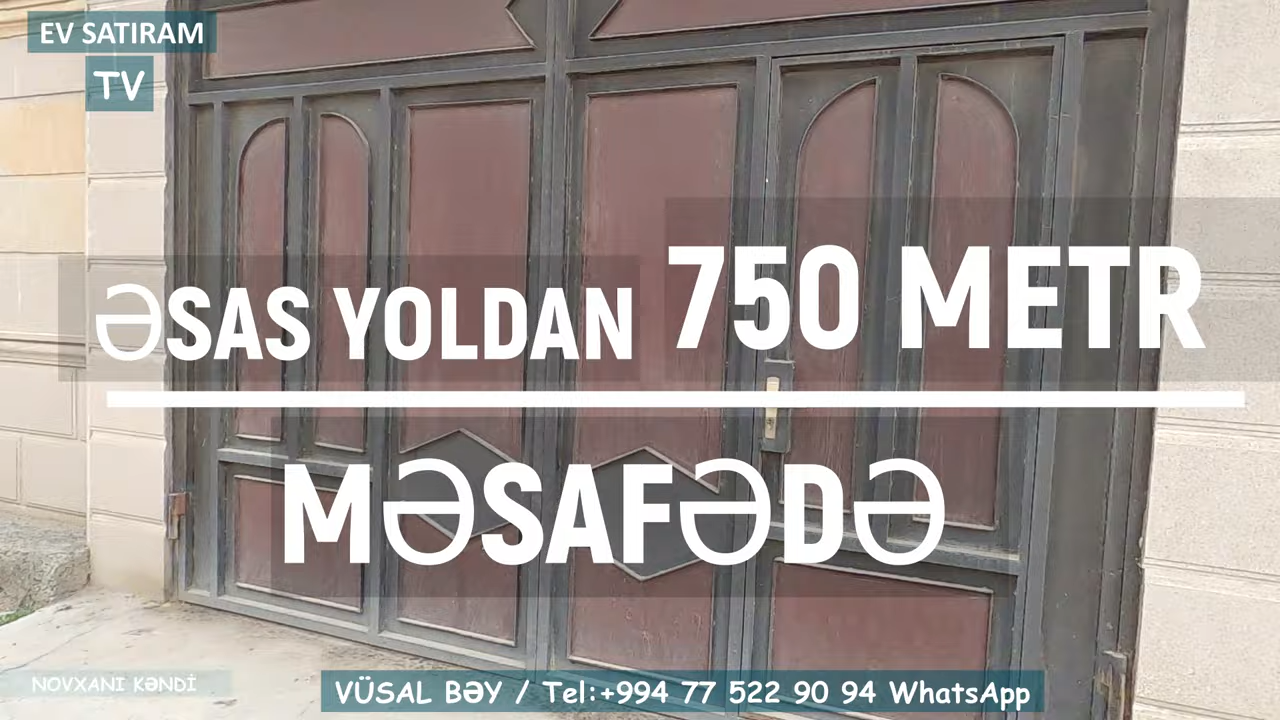 EV SATIRAM
TV
ƏSAS YOLDAN 750 METR
MƏSAFƏDƏ
NOVXANI KƏNDİ
VÜSAL BƏY / Tel:+994 77 522 90 94 WhatsApp